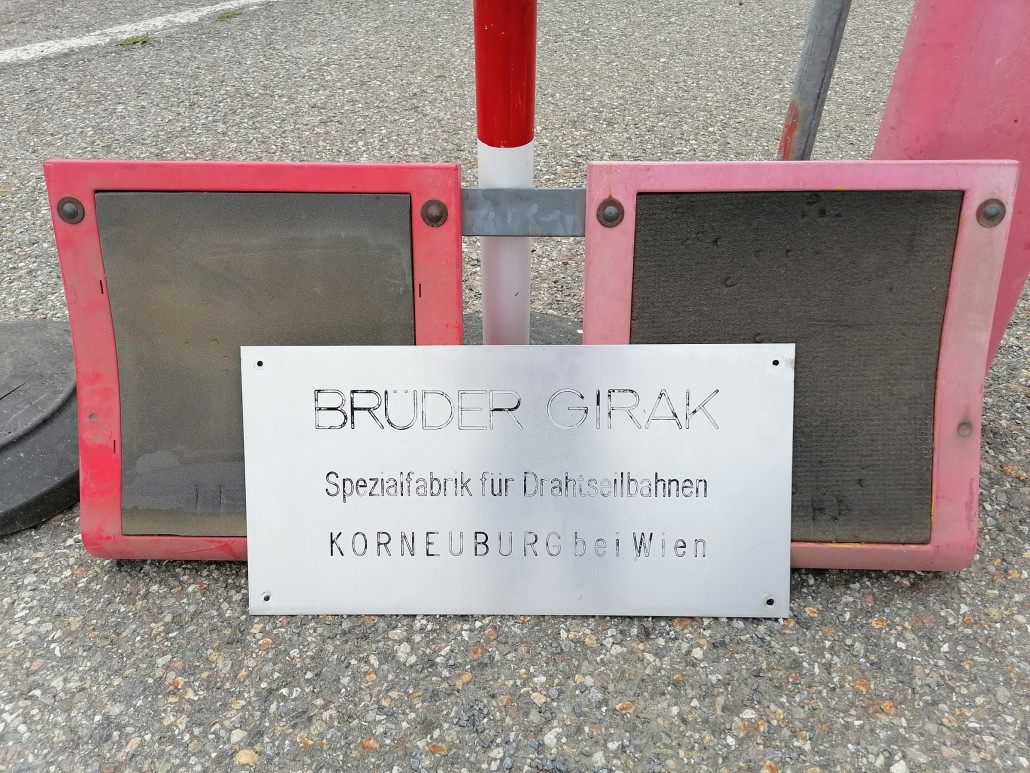 BRÜDER GIRAK
Spezialfabrik für Drahtseilbahnen
KORNEUBURG bei Wien